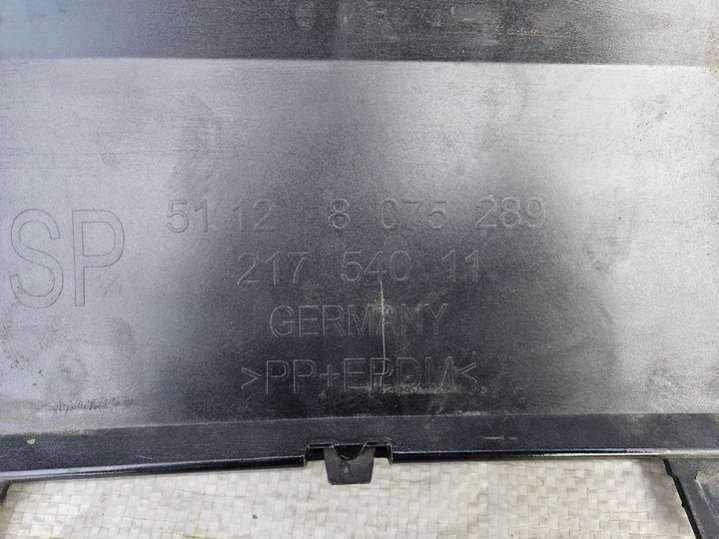 SP
51 12 8 075 289
217 540 11
GERMANY
>PP+EPDM<